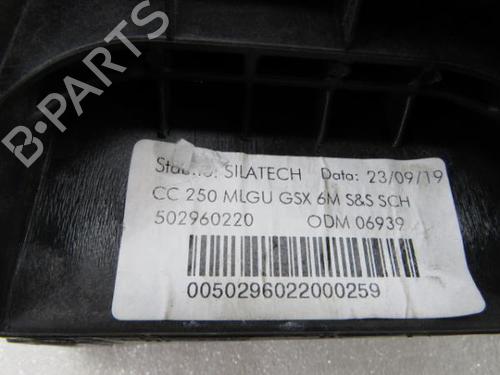 B-PARTS
SILATECH Data: 23/09/19
CC 250 MLGU GSX 6M S&S SCH
502960220 ODM 06939
0050296022000259